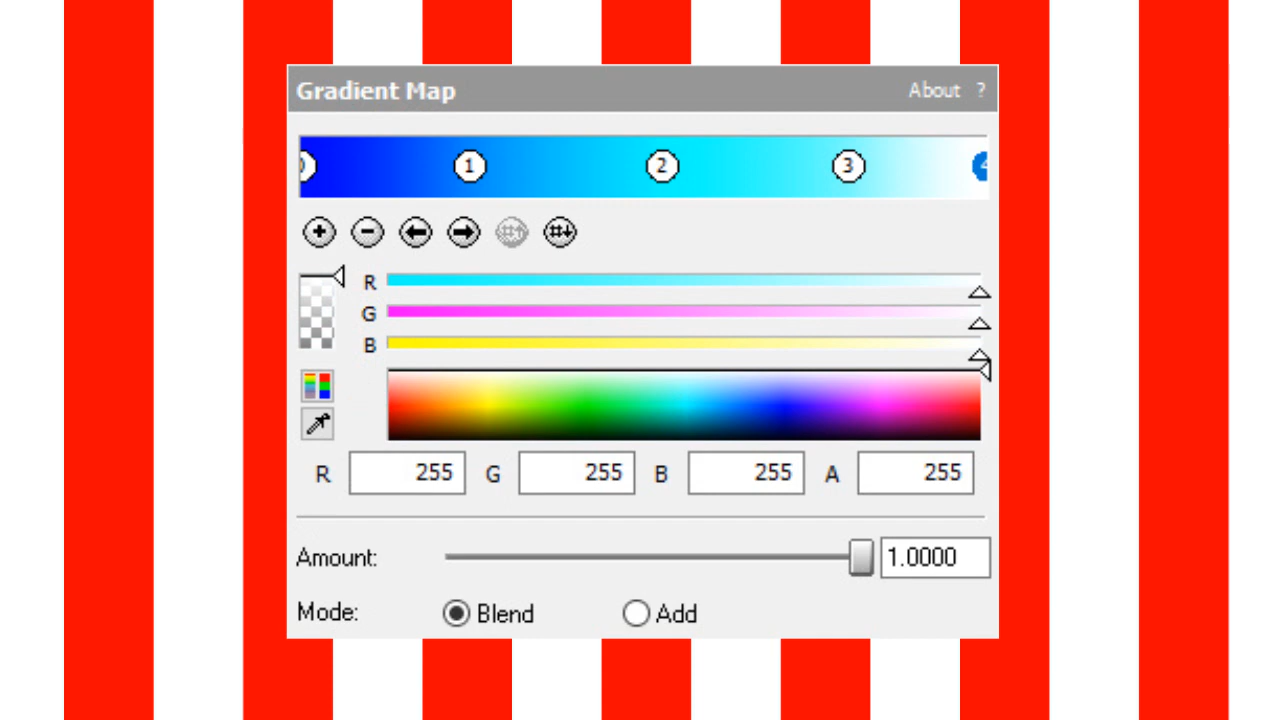 Gradient Map About ?
1 2 3
R
G
B
R 255 G 255 B 255 A 255
Amount: 1.0000
Mode: Blend Add